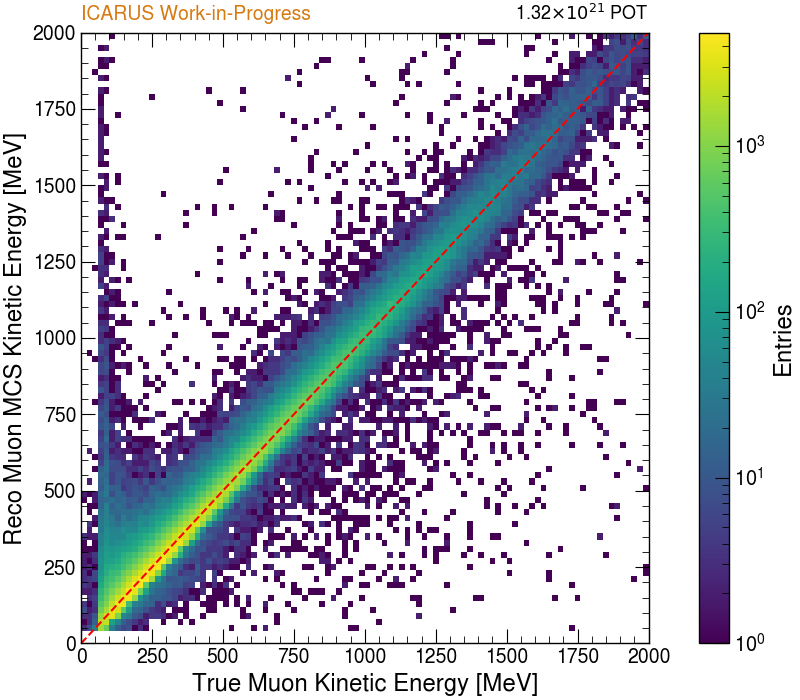 ICARUS Work-in-Progress
1.32×10²¹ POT
Reco Muon MCS Kinetic Energy [MeV]
2000
1750
1500
1250
1000
750
500
250
0
0 250 500 750 1000 1250 1500 1750 2000
True Muon Kinetic Energy [MeV]
10³
10²
10¹
10⁰
Entries